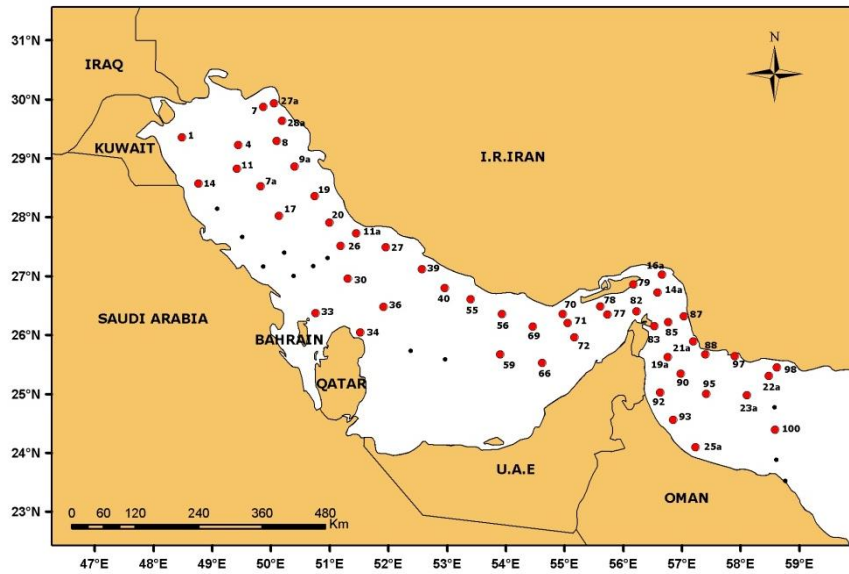 N
31°N
IRAQ
30°N
7
27a
28a
29°N
KUWAIT
1
4
8
11
9a
I.R.IRAN
14
7a
19
28°N
17
20
11a
26
27
27°N
39
16a
79
14a
30
40
55
70
78
82
87
36
56
71
77
85
26°N
SAUDI ARABIA
33
34
69
72
83
21a
88
BAHRAIN
59
66
19a
97
98
QATAR
90
95
22a
25°N
92
23a
93
100
24°N
25a
U.A.E
OMAN
23°N
0 60 120 240 360 480
Km
47°E 48°E 49°E 50°E 51°E 52°E 53°E 54°E 55°E 56°E 57°E 58°E 59°E